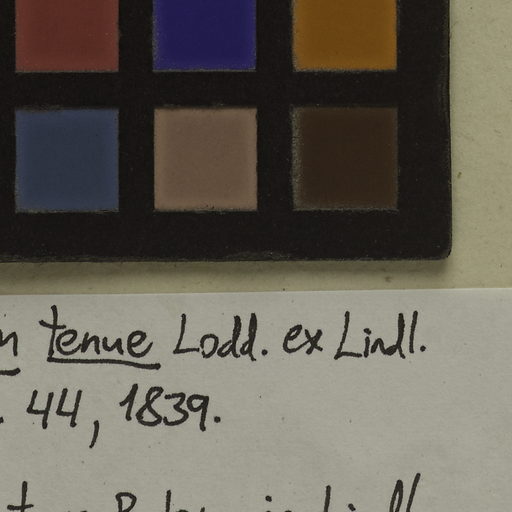 n tenue Lodd. ex Lindl.
. 44, 1839.